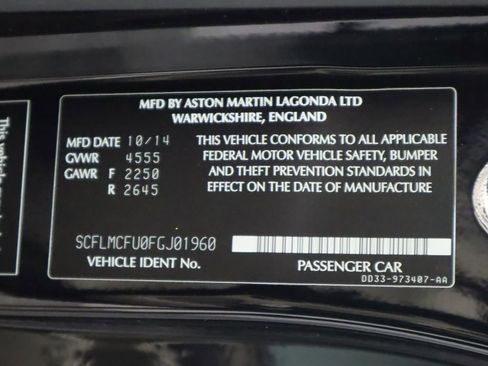 MFD BY ASTON MARTIN LAGONDA LTD
WARWICKSHIRE, ENGLAND
MFD DATE 10/14
GVWR 4555
GAWR F 2250
R 2645
THIS VEHICLE CONFORMS TO ALL APPLICABLE
FEDERAL MOTOR VEHICLE SAFETY, BUMPER
AND THEFT PREVENTION STANDARDS IN
EFFECT ON THE DATE OF MANUFACTURE
SCFLMCFU0FGJ01960
VEHICLE IDENT No.
PASSENGER CAR
DD33-973407-AA
This vehicle